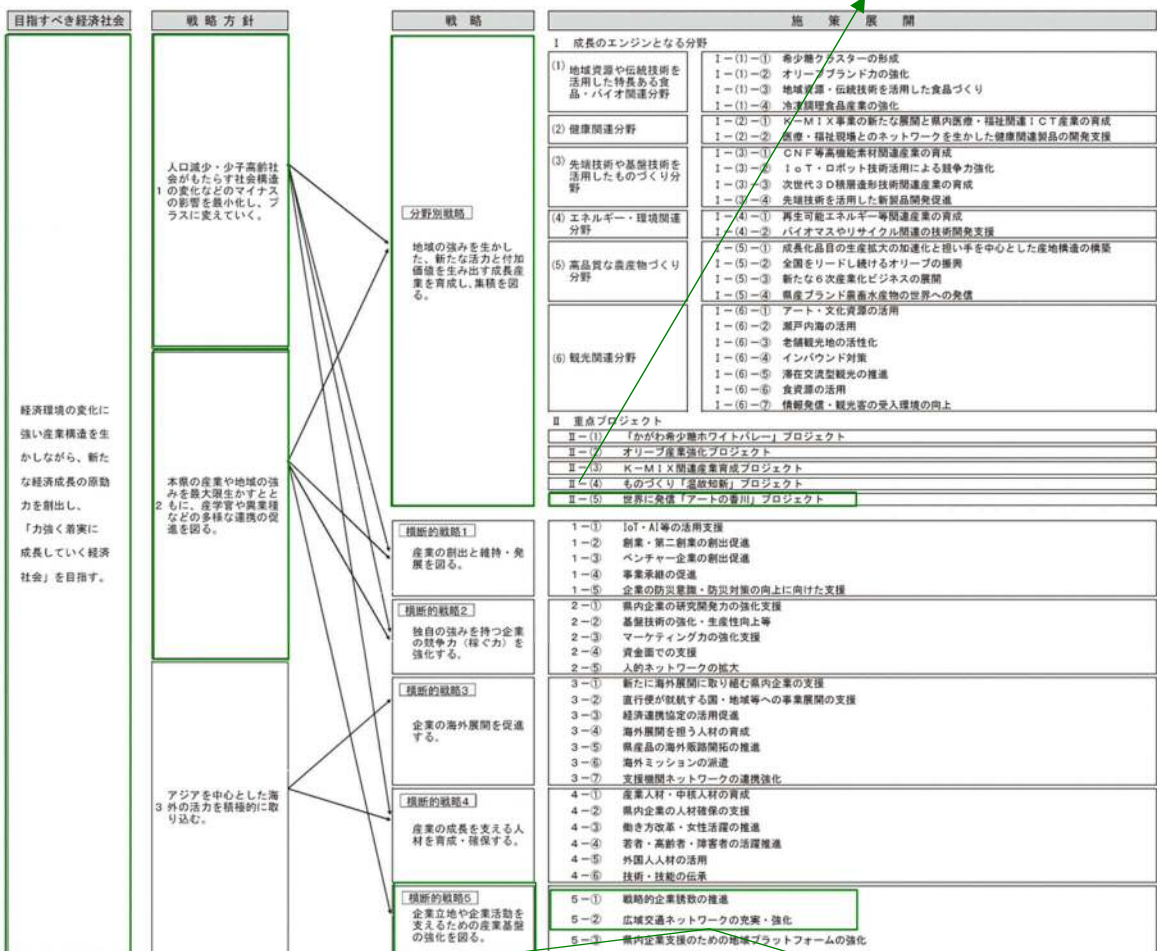 目指すべき経済社会
戦略方針
戦略
施策展開
経済環境の変化に
強い産業構造を生
かしながら、新た
な経済成長の原動
力を創出し、
「力強く着実に
成長していく経済
社会」を目指す。
人口減少・少子高齢社
会がもたらす社会構造
1 の変化などのマイナス
の影響を最小化し、プ
ラスに変えていく。
本県の産業や地域の強
みを最大限生かすとと
2 もに、産学官や異業種
などの多様な連携の促
進を図る。
アジアを中心とした海
3 外の活力を積極的に取
り込む。
分野別戦略
地域の強みを生かし
た、新たな活力と付加
価値を生み出す成長産
業を育成し、集積を図
る。
横断的戦略1
産業の創出と維持・発
展を図る。
横断的戦略2
独自の強みを持つ企業
の競争力（稼ぐ力）を
強化する。
横断的戦略3
企業の海外展開を促進
する。
横断的戦略4
産業の成長を支える人
材を育成・確保する。
横断的戦略5
企業立地や企業活動を
支えるための産業基盤
の強化を図る。
Ⅰ 成長のエンジンとなる分野
(1) 地域資源や伝統技術を
活用した特長ある食
品・バイオ関連分野
Ⅰ－(1)－① 希少糖クラスターの形成
Ⅰ－(1)－② オリーブブランド力の強化
Ⅰ－(1)－③ 地域資源・伝統技術を活用した食品づくり
Ⅰ－(1)－④ 冷凍調理食品産業の強化
(2) 健康関連分野
Ⅰ－(2)－① K－MIX事業の新たな展開と県内医療・福祉関連ICT産業の育成
Ⅰ－(2)－② 医療・福祉現場とのネットワークを生かした健康関連製品の開発支援
(3) 先端技術や基盤技術を
活用したものづくり分
野
Ⅰ－(3)－① CNF等高機能素材関連産業の育成
Ⅰ－(3)－② IoT・ロボット技術活用による競争力強化
Ⅰ－(3)－③ 次世代3D積層造形技術関連産業の育成
Ⅰ－(3)－④ 先端技術を活用した新製品開発促進
(4) エネルギー・環境関連
分野
Ⅰ－(4)－① 再生可能エネルギー等関連産業の育成
Ⅰ－(4)－② バイオマスやリサイクル関連の技術開発支援
(5) 高品質な農産物づくり
分野
Ⅰ－(5)－① 成長化品目の生産拡大の加速化と担い手を中心とした産地構造の構築
Ⅰ－(5)－② 全国をリードし続けるオリーブの振興
Ⅰ－(5)－③ 新たな6次産業化ビジネスの展開
Ⅰ－(5)－④ 県産ブランド農畜水産物の世界への発信
(6) 観光関連分野
Ⅰ－(6)－① アート・文化資源の活用
Ⅰ－(6)－② 瀬戸内海の活用
Ⅰ－(6)－③ 老舗観光地の活性化
Ⅰ－(6)－④ インバウンド対策
Ⅰ－(6)－⑤ 滞在交流型観光の推進
Ⅰ－(6)－⑥ 食資源の活用
Ⅰ－(6)－⑦ 情報発信・観光客の受入環境の向上
Ⅱ 重点プロジェクト
Ⅱ－(1) 「かがわ希少糖ホワイトバレー」プロジェクト
Ⅱ－(2) オリーブ産業強化プロジェクト
Ⅱ－(3) K－MIX関連産業育成プロジェクト
Ⅱ－(4) ものづくり「温故知新」プロジェクト
Ⅱ－(5) 世界に発信「アートの香川」プロジェクト
1－① IoT・AI等の活用支援
1－② 創業・第二創業の創出促進
1－③ ベンチャー企業の創出促進
1－④ 事業承継の促進
1－⑤ 企業の防災意識・防災対策の向上に向けた支援
2－① 県内企業の研究開発力の強化支援
2－② 基盤技術の強化・生産性向上等
2－③ マーケティング力の強化支援
2－④ 資金面での支援
2－⑤ 人的ネットワークの拡大
3－① 新たに海外展開に取り組む県内企業の支援
3－② 直行便が就航する国・地域等への事業展開の支援
3－③ 経済連携協定の活用促進
3－④ 海外展開を担う人材の育成
3－⑤ 県産品の海外販路開拓の推進
3－⑥ 海外ミッションの派遣
3－⑦ 支援機関ネットワークの連携強化
4－① 産業人材・中核人材の育成
4－② 県内企業の人材確保の支援
4－③ 働き方改革・女性活躍の推進
4－④ 若者・高齢者・障害者の活躍推進
4－⑤ 外国人人材の活用
4－⑥ 技術・技能の伝承
5－① 戦略的企業誘致の推進
5－② 広域交通ネットワークの充実・強化
5－③ 県内企業支援のための地域プラットフォームの強化